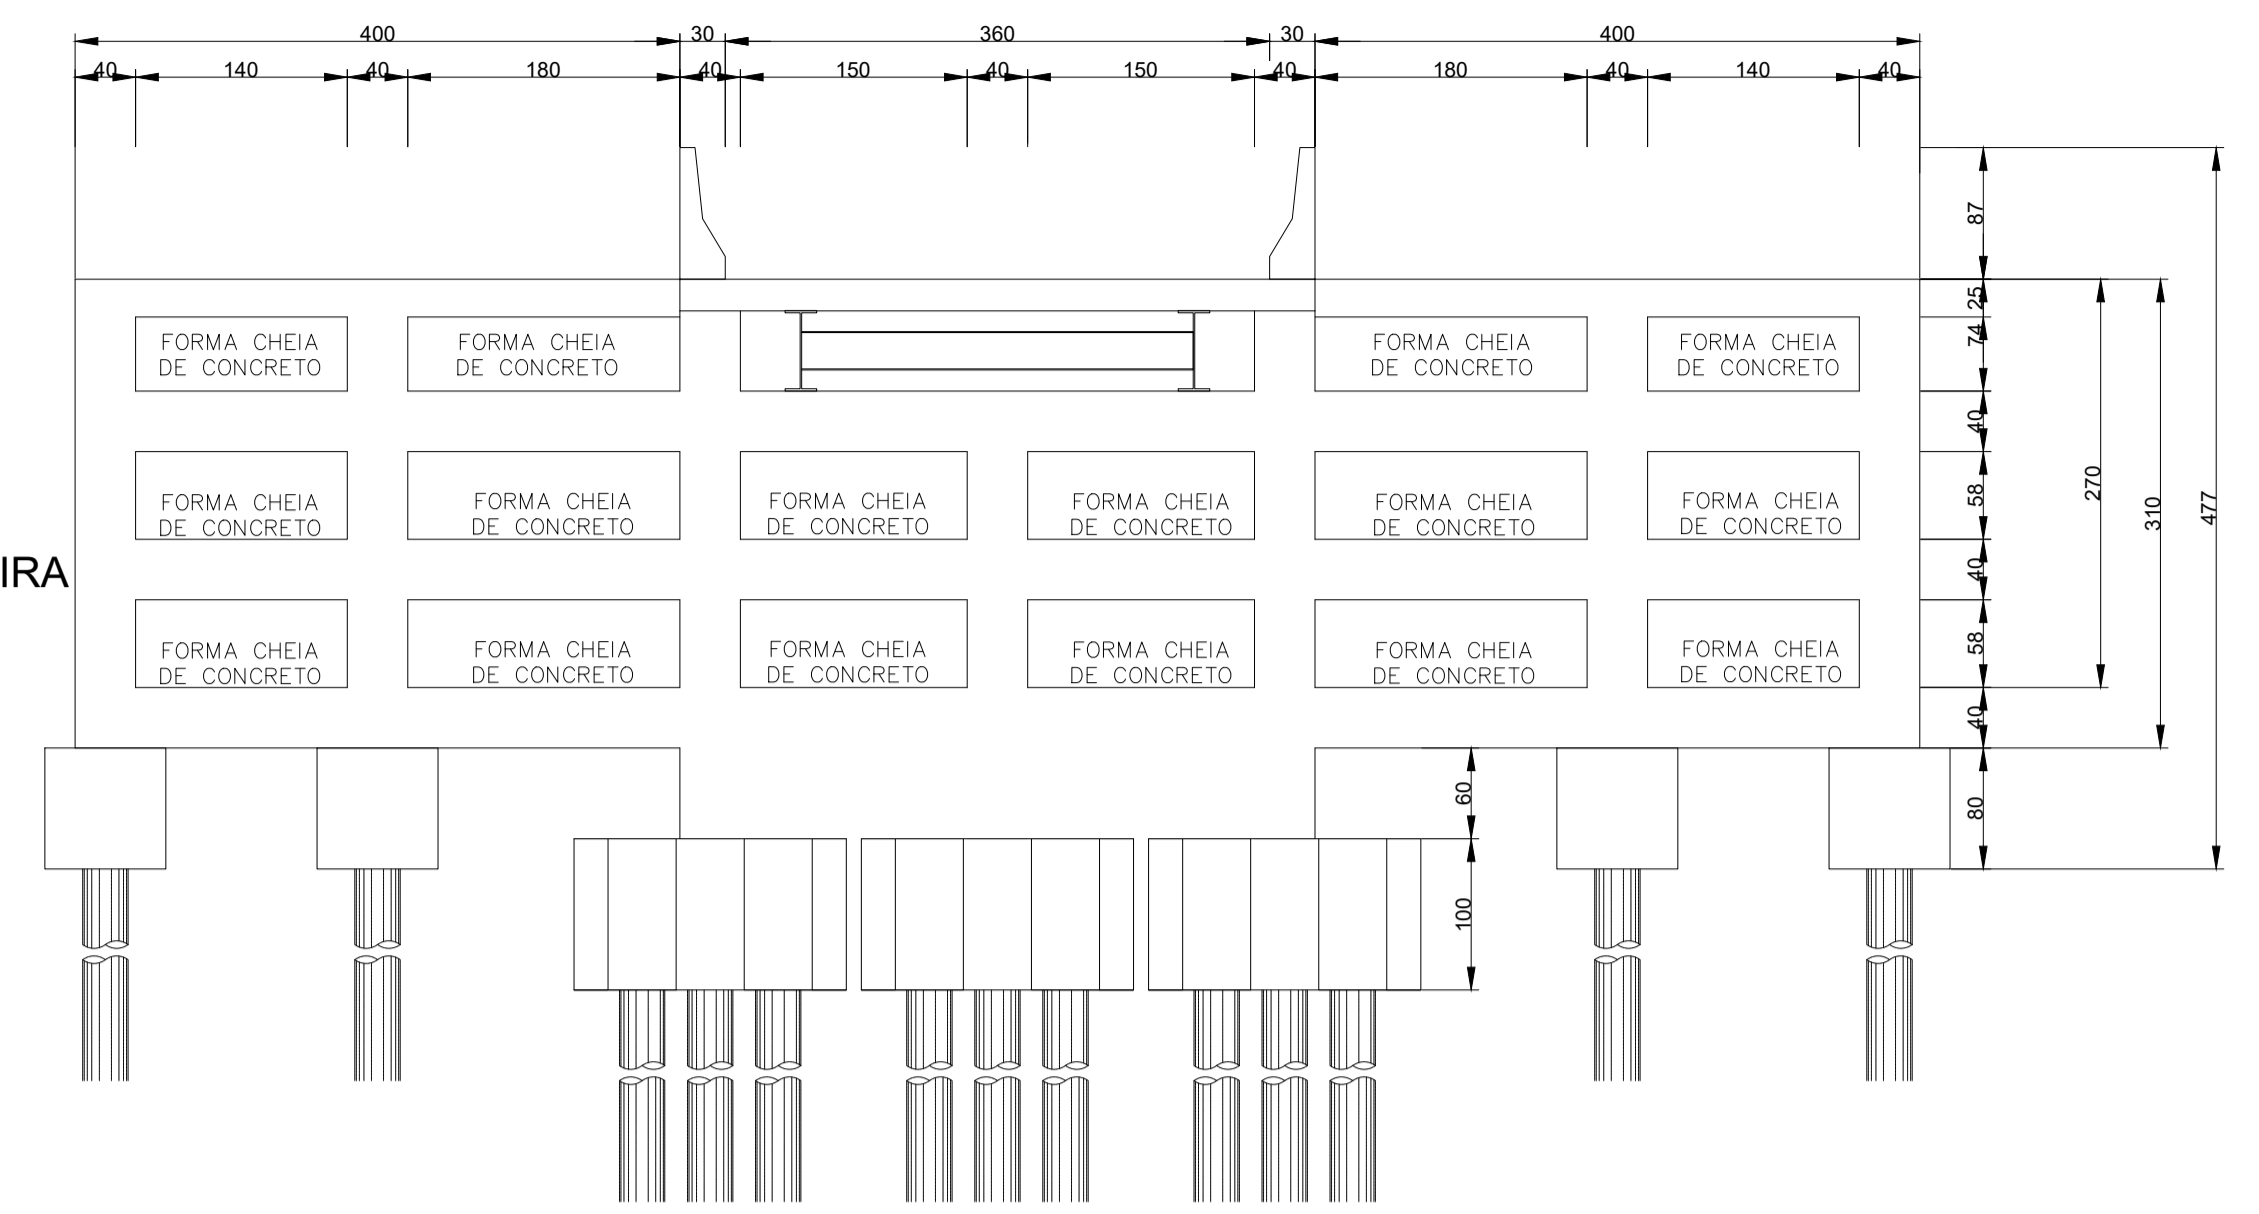 400 30 360 30 400
40 140 40 180 40 150 40 150 40 180 40 140 40
87
25
FORMA CHEIA FORMA CHEIA FORMA CHEIA FORMA CHEIA 74
DE CONCRETO DE CONCRETO DE CONCRETO DE CONCRETO
40
270
58
310
477
FORMA CHEIA FORMA CHEIA FORMA CHEIA FORMA CHEIA FORMA CHEIA FORMA CHEIA
DE CONCRETO DE CONCRETO DE CONCRETO DE CONCRETO DE CONCRETO DE CONCRETO
IRA 40
58
FORMA CHEIA FORMA CHEIA FORMA CHEIA FORMA CHEIA FORMA CHEIA FORMA CHEIA
DE CONCRETO DE CONCRETO DE CONCRETO DE CONCRETO DE CONCRETO DE CONCRETO
40
60 80
100